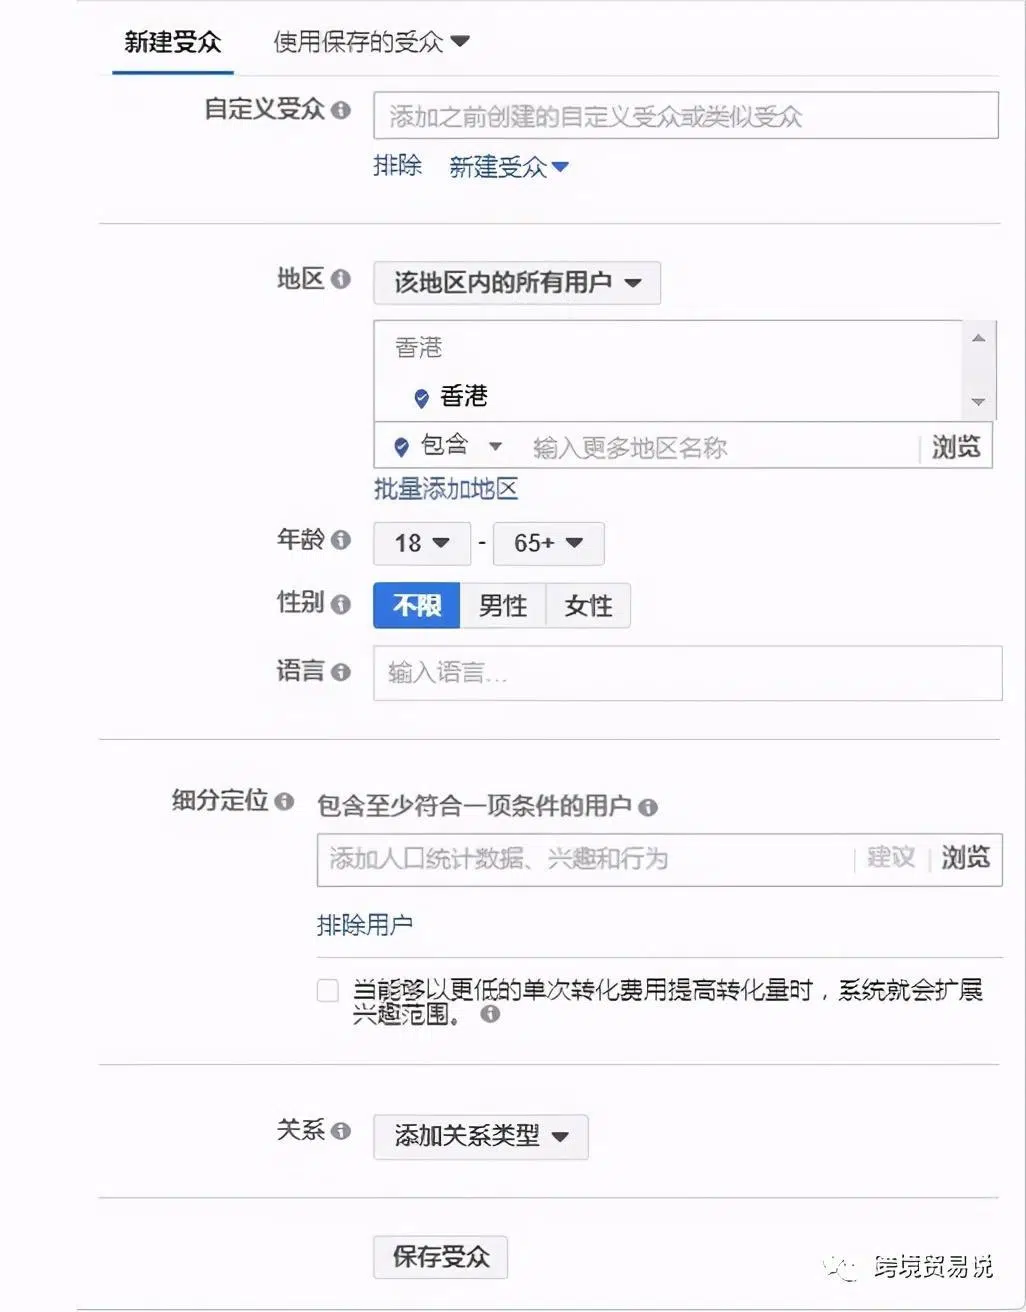 新建受众 使用保存的受众
自定义受众 添加之前创建的自定义受众或类似受众
排除 新建受众
地区 该地区内的所有用户
香港
香港
包含 输入更多地区名称 浏览
批量添加地区
年龄 18 - 65+
性别 不限 男性 女性
语言 输入语言...
细分定位 包含至少符合一项条件的用户
添加人口统计数据、兴趣和行为 建议 浏览
排除用户
当能够以更低的单次转化费用提高转化量时，系统就会扩展
兴趣范围。
关系 添加关系类型
保存受众
跨境贸易说